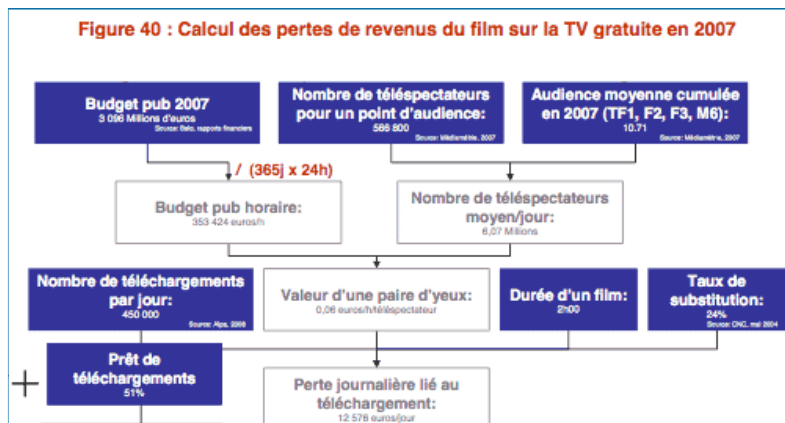 Figure 40 : Calcul des pertes de revenus du film sur la TV gratuite en 2007
Budget pub 2007
3 096 Millions d'euros
Source: Balo, rapports financiers
Nombre de téléspectateurs
pour un point d'audience:
566 800
Source: Médiamétrie, 2007
Audience moyenne cumulée
en 2007 (TF1, F2, F3, M6):
10.71
Source: Médiamétrie, 2007
/ (365j x 24h)
Budget pub horaire:
353 424 euros/h
Nombre de téléspectateurs
moyen/jour:
6,07 Millions
Nombre de téléchargements
par jour:
450 000
Source: Alpa, 2008
Valeur d'une paire d'yeux:
0,06 euros/h/téléspectateur
Durée d'un film:
2h00
Taux de
substitution:
24%
Source: CNC, mai 2004
+
Prêt de
téléchargements
51%
Perte journalière lié au
téléchargement:
12 576 euros/jour